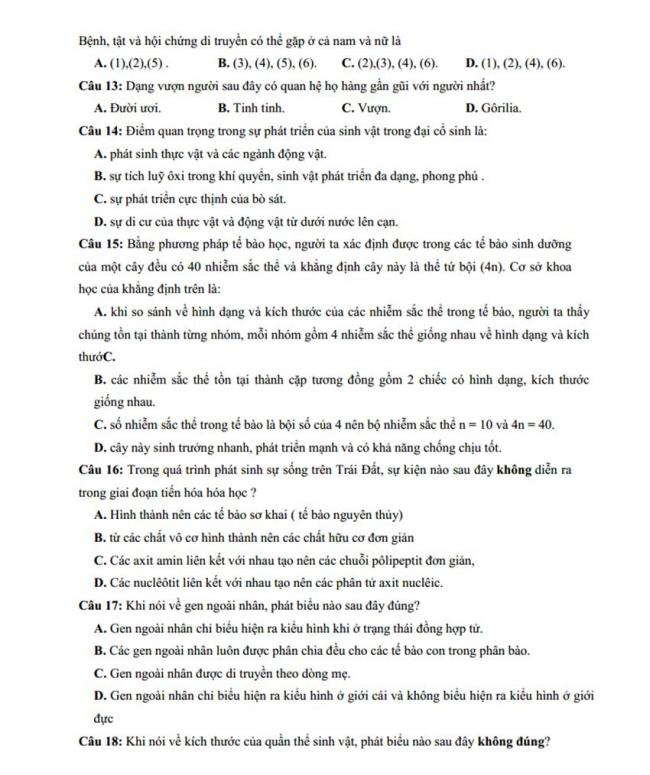 Bệnh, tật và hội chứng di truyền có thể gặp ở cả nam và nữ là
A. (1),(2),(5) . B. (3), (4), (5), (6). C. (2),(3), (4), (6). D. (1), (2), (4), (6).
Câu 13: Dạng vượn người sau đây có quan hệ họ hàng gần gũi với người nhất?
A. Đười ươi. B. Tinh tinh. C. Vượn. D. Gôrilia.
Câu 14: Điểm quan trọng trong sự phát triển của sinh vật trong đại cổ sinh là:
A. phát sinh thực vật và các ngành động vật.
B. sự tích luỹ ôxi trong khí quyển, sinh vật phát triển đa dạng, phong phú .
C. sự phát triển cực thịnh của bò sát.
D. sự di cư của thực vật và động vật từ dưới nước lên cạn.
Câu 15: Bằng phương pháp tế bào học, người ta xác định được trong các tế bào sinh dưỡng
của một cây đều có 40 nhiễm sắc thể và khẳng định cây này là thể tứ bội (4n). Cơ sở khoa
học của khẳng định trên là:
A. khi so sánh về hình dạng và kích thước của các nhiễm sắc thể trong tế bào, người ta thấy
chúng tồn tại thành từng nhóm, mỗi nhóm gồm 4 nhiễm sắc thể giống nhau về hình dạng và kích
thướC.
B. các nhiễm sắc thể tồn tại thành cặp tương đồng gồm 2 chiếc có hình dạng, kích thước
giống nhau.
C. số nhiễm sắc thể trong tế bào là bội số của 4 nên bộ nhiễm sắc thể n = 10 và 4n = 40.
D. cây này sinh trưởng nhanh, phát triển mạnh và có khả năng chống chịu tốt.
Câu 16: Trong quá trình phát sinh sự sống trên Trái Đất, sự kiện nào sau đây không diễn ra
trong giai đoạn tiến hóa hóa học ?
A. Hình thành nên các tế bào sơ khai ( tế bào nguyên thủy)
B. từ các chất vô cơ hình thành nên các chất hữu cơ đơn giản
C. Các axit amin liên kết với nhau tạo nên các chuỗi pôlipeptit đơn giản,
D. Các nuclêôtit liên kết với nhau tạo nên các phân tử axit nuclêic.
Câu 17: Khi nói về gen ngoài nhân, phát biểu nào sau đây đúng?
A. Gen ngoài nhân chỉ biểu hiện ra kiểu hình khi ở trạng thái đồng hợp tử.
B. Các gen ngoài nhân luôn được phân chia đều cho các tế bào con trong phân bào.
C. Gen ngoài nhân được di truyền theo dòng mẹ.
D. Gen ngoài nhân chỉ biểu hiện ra kiểu hình ở giới cái và không biểu hiện ra kiểu hình ở giới
đực
Câu 18: Khi nói về kích thước của quần thể sinh vật, phát biểu nào sau đây không đúng?